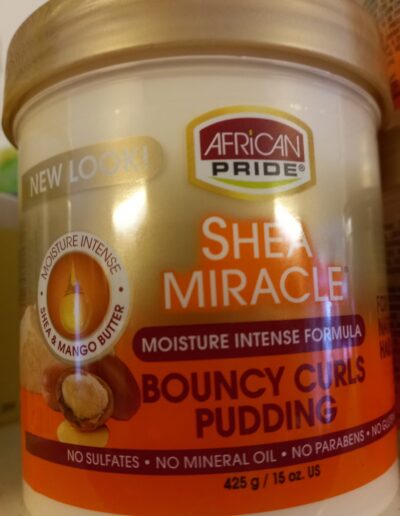 NEW LOOK!
AFRICAN
PRIDE®
SHEA
MIRACLE
MOISTURE INTENSE
SHEA & MANGO BUTTER
MOISTURE INTENSE FORMULA
BOUNCY CURLS
PUDDING
NO SULFATES • NO MINERAL OIL • NO PARABENS • NO
425 g / 15 oz. US